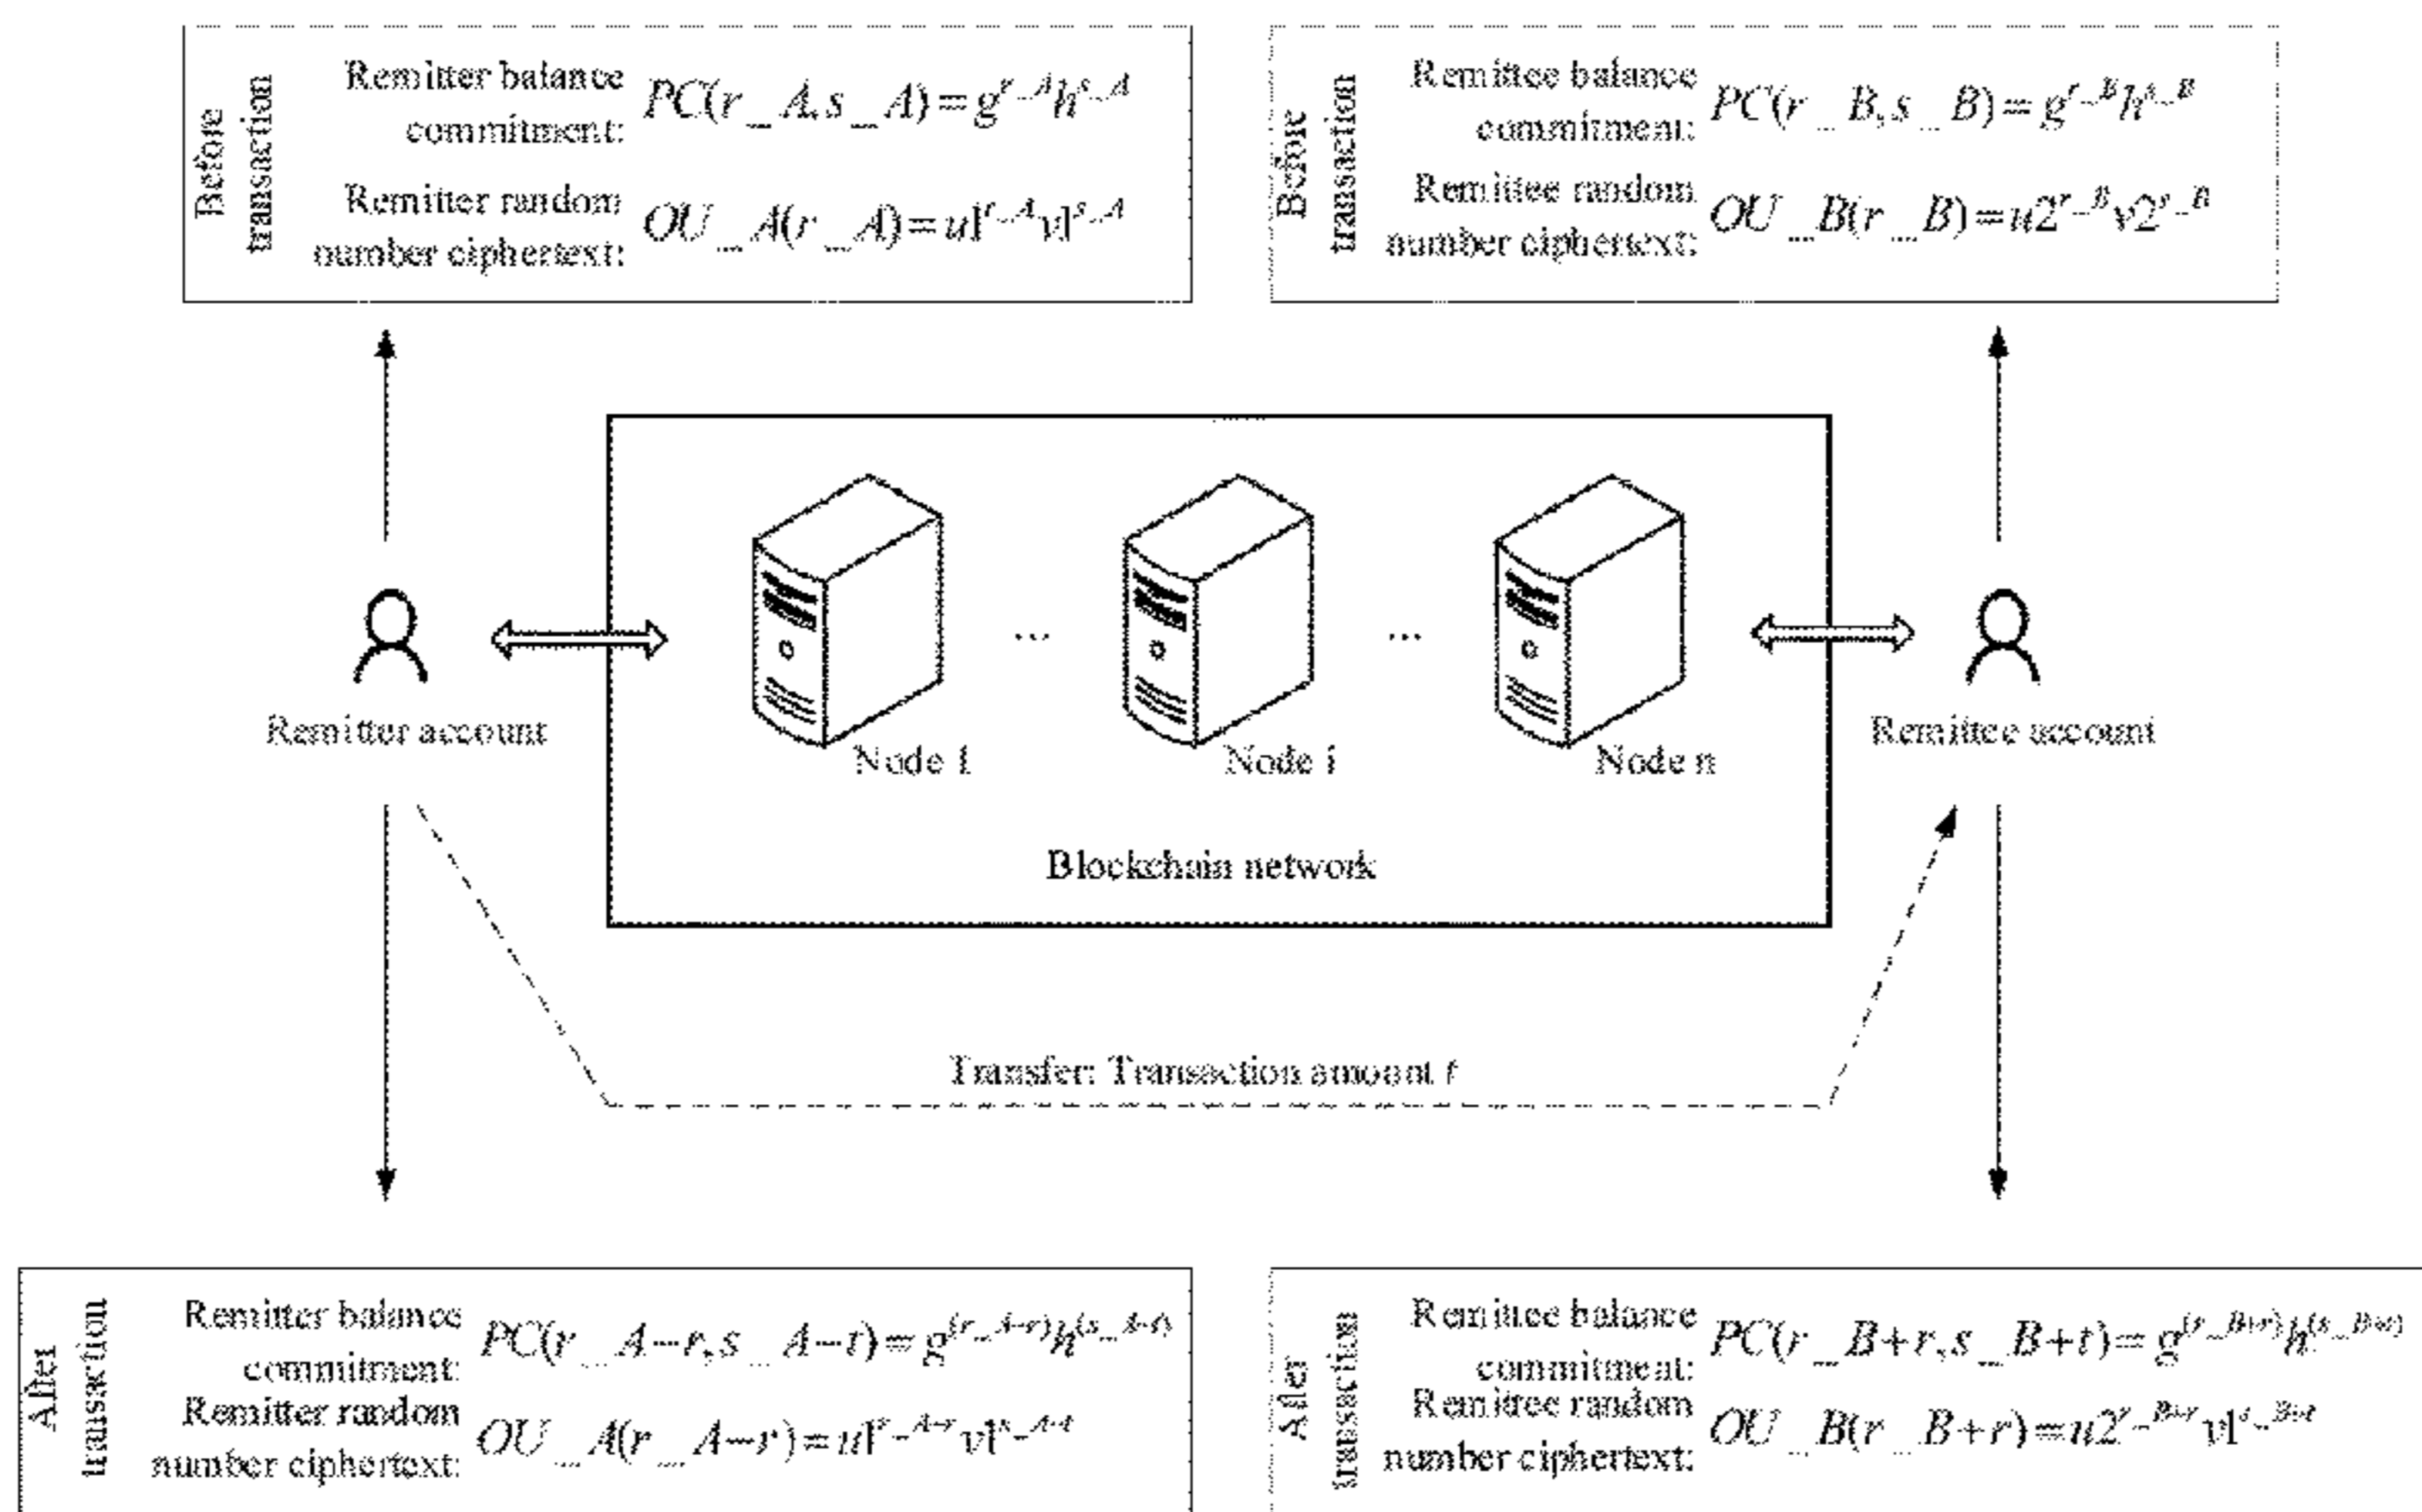 Before
transaction
Remitter balance
commitment:
PC(r_A,s_A)=g^{r_A}h^{s_A}
Remitter random
number ciphertext:
OU_A(r_A)=u1^{r_A}v1^{s_A}
Before
transaction
Remittee balance
commitment:
PC(r_B,s_B)=g^{r_B}h^{s_B}
Remittee random
number ciphertext:
OU_B(r_B)=u2^{r_B}v2^{s_B}
Remitter account
...
...
Node 1
Node i
Node n
Remittee account
Blockchain network
Transfer: Transaction amount t
After
transaction
Remitter balance
commitment:
PC(r_A-r,s_A-t)=g^{(r_A-r)}h^{(s_A-t)}
Remitter random
number ciphertext:
OU_A(r_A-r)=u1^{r_A-r}v1^{s_A-t}
After
transaction
Remittee balance
commitment:
PC(r_B+r,s_B+t)=g^{(r_B+r)}h^{(s_B+t)}
Remittee random
number ciphertext:
OU_B(r_B+r)=u2^{r_B+r}v1^{s_B+t}